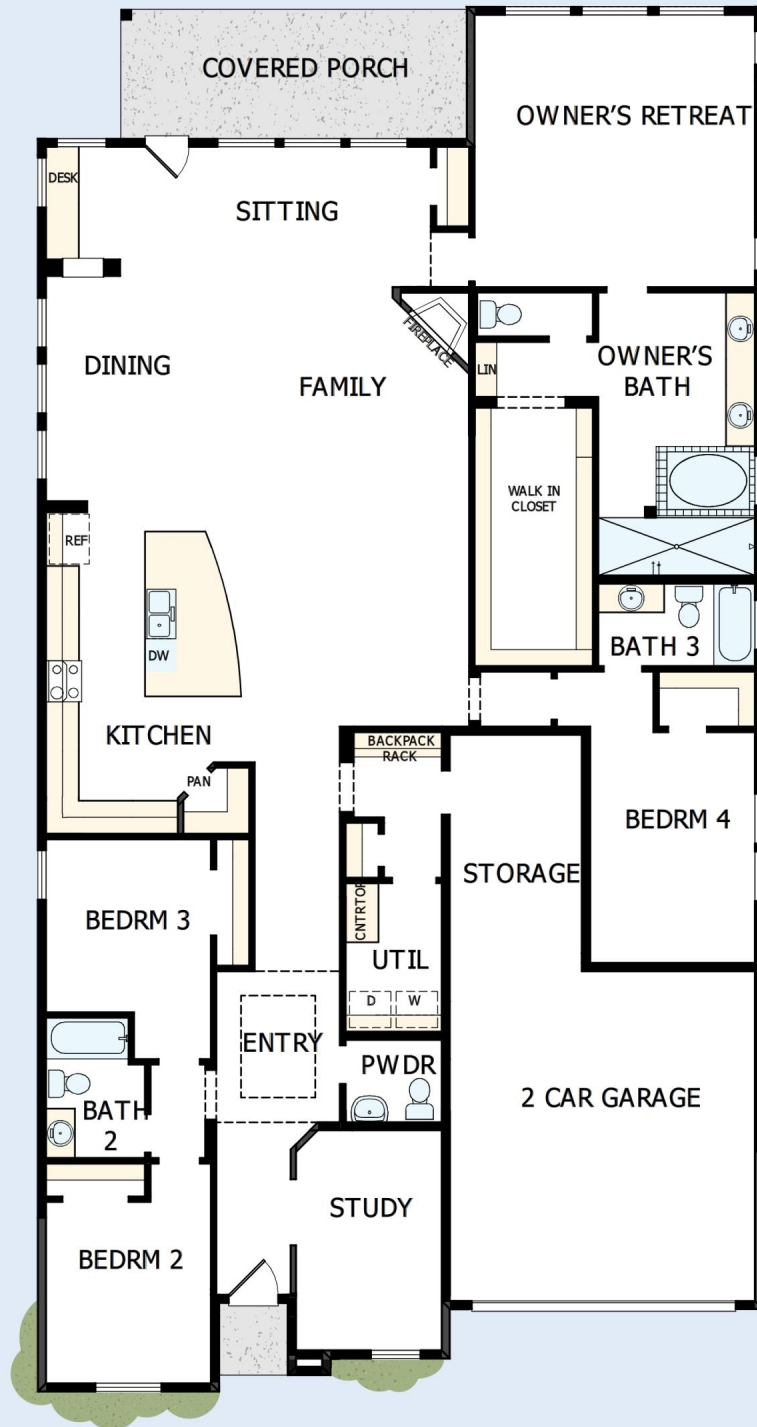 COVERED PORCH
OWNER'S RETREAT
DESK
SITTING
FIREPLACE
DINING
FAMILY
LIN
OWNER'S
BATH
WALK IN
CLOSET
REF
DW
BATH 3
KITCHEN
BACKPACK
RACK
PAN
BEDRM 4
STORAGE
CNTRTOP
BEDRM 3
UTIL
D
W
ENTRY
PWDR
2 CAR GARAGE
BATH
2
STUDY
BEDRM 2